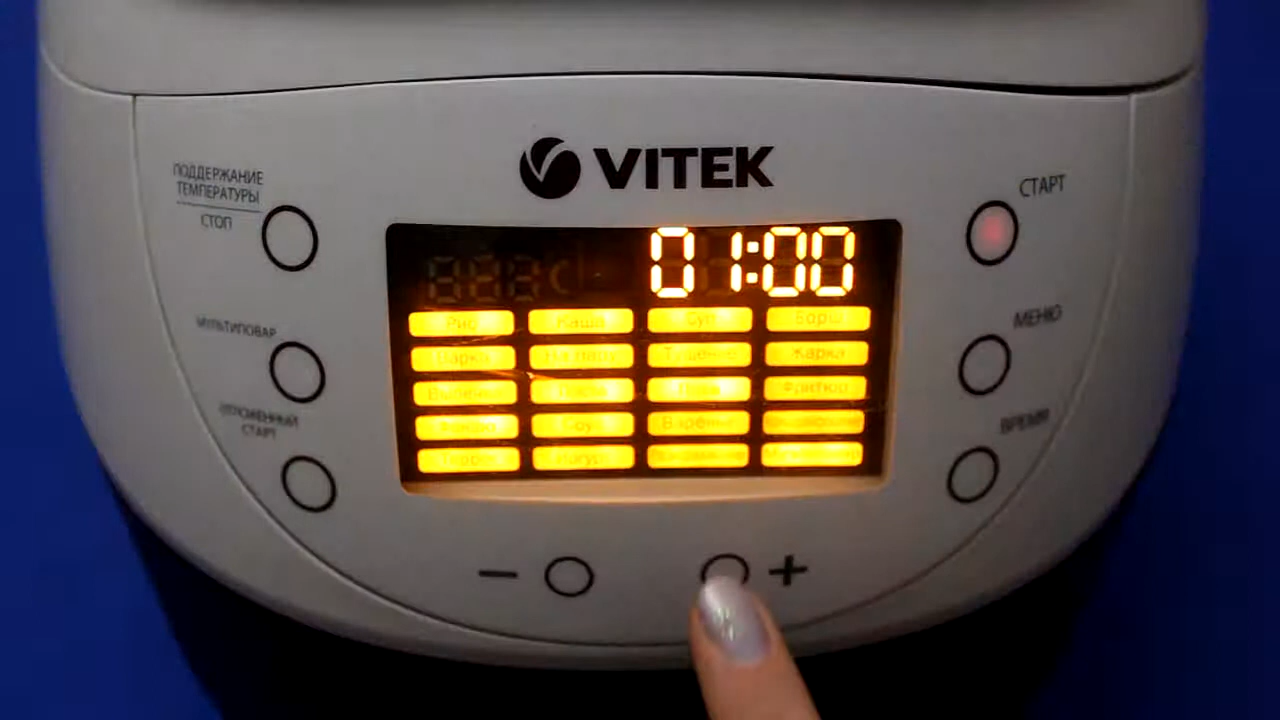 VITEK
ПОДДЕРЖАНИЕ
ТЕМПЕРАТУРЫ
СТОП
СТАРТ
01:00
Рис Каша Суп Борщ
МУЛЬТИПОВАР
МЕНЮ
Варка На пару Тушение Жарка
Выпечка Фритюр
ОТЛОЖЕННЫЙ
СТАРТ
ВРЕМЯ
Варенье
Йогурт
− +